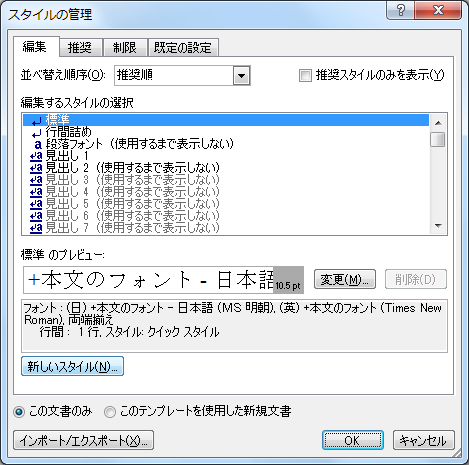 スタイルの管理
編集 推奨 制限 既定の設定
並べ替え順序(O): 推奨順 推奨スタイルのみを表示(Y)
編集するスタイルの選択
標準
行間詰め
a 段落フォント (使用するまで表示しない)
a 見出し 1
a 見出し 2 (使用するまで表示しない)
a 見出し 3 (使用するまで表示しない)
a 見出し 4 (使用するまで表示しない)
a 見出し 5 (使用するまで表示しない)
a 見出し 6 (使用するまで表示しない)
a 見出し 7 (使用するまで表示しない)
標準 のプレビュー:
+本文のフォント - 日本語 10.5 pt 変更(M)... 削除(D)
フォント : (日) +本文のフォント - 日本語 (MS 明朝), (英) +本文のフォント (Times New
Roman), 両端揃え
行間 : 1 行, スタイル: クイック スタイル
新しいスタイル(N)...
この文書のみ このテンプレートを使用した新規文書
インポート/エクスポート(X)... OK キャンセル